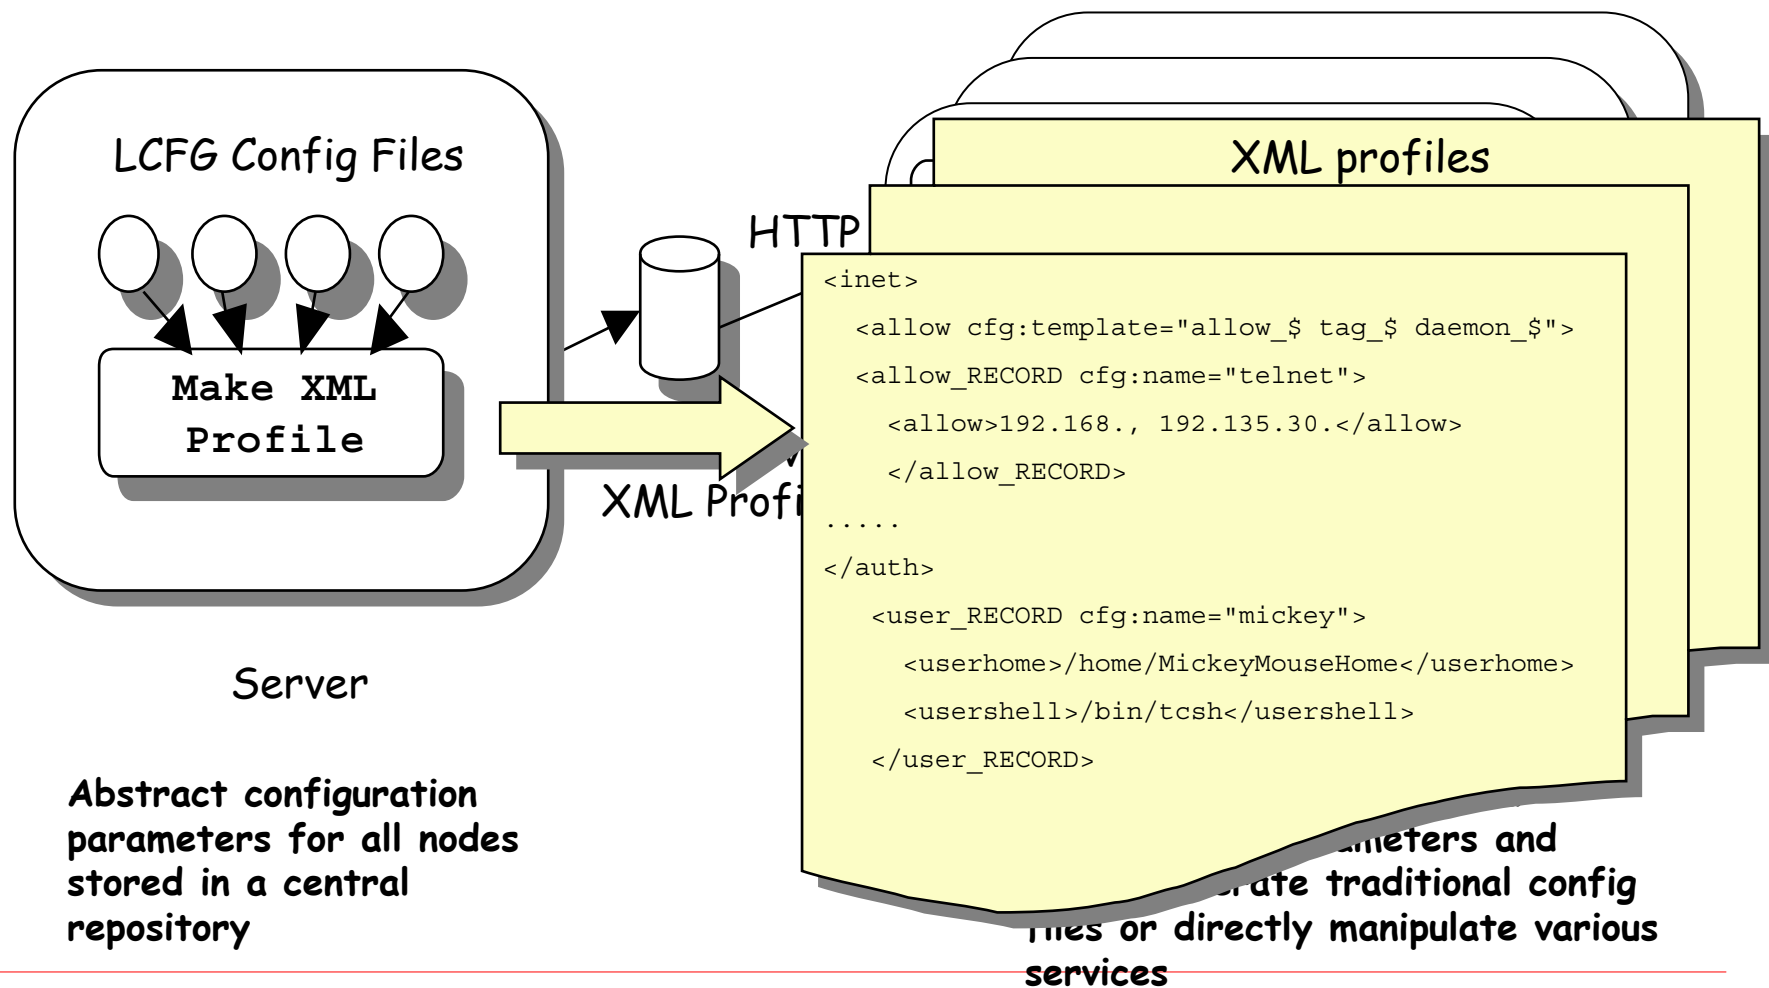 LCFG Config Files
Make XML
Profile
Server
Abstract configuration
parameters for all nodes
stored in a central
repository
HTTP
XML
XML profiles
<inet>
<allow cfg:template="allow_$ tag_$ daemon_$">
<allow_RECORD cfg:name="telnet">
<allow>192.168., 192.135.30.</allow>
</allow_RECORD>
.....
</auth>
<user_RECORD cfg:name="mickey">
<userhome>/home/MickeyMouseHome</userhome>
<usershell>/bin/tcsh</usershell>
</user_RECORD>
and
traditional config
files or directly manipulate various
services